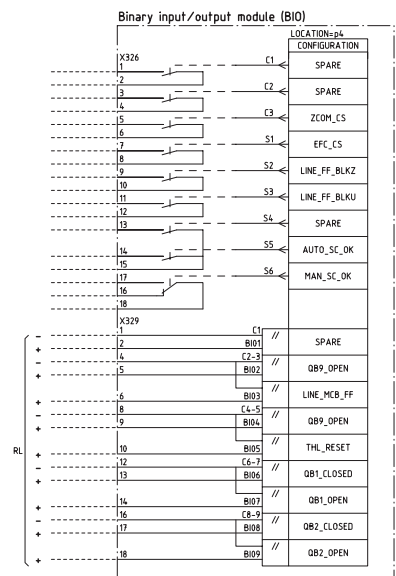 Binary input/output module (BIO)
LOCATION=p4
CONFIGURATION
X326
1 C1 SPARE
2
3 C2 SPARE
4
5 C3 ZCOM_CS
6
7 S1 EFC_CS
8
9 S2 LINE_FF_BLKZ
10
11 S3 LINE_FF_BLKU
12
13 S4 SPARE
14 S5 AUTO_SC_OK
15
17 S6 MAN_SC_OK
16
18
X329
- 1 C1
+ 2 BI01 // SPARE
- 4 C2-3
+ 5 BI02 // QB9_OPEN
// LINE_MCB_FF
+ 6 BI03
- 8 C4-5
+ 9 BI04 // QB9_OPEN
// THL_RESET
RL + 10 BI05
- 12 C6-7
+ 13 BI06 // QB1_CLOSED
// QB1_OPEN
+ 14 BI07
- 16 C8-9
+ 17 BI08 // QB2_CLOSED
// QB2_OPEN
+ 18 BI09